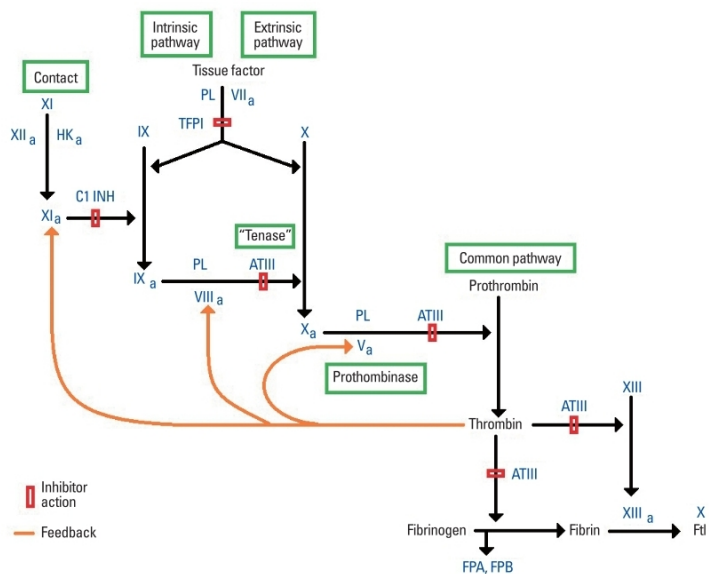 Intrinsic
pathway
Extrinsic
pathway
Contact
Tissue factor
XI
PL VIIa
XIIa HKa
TFPI
IX
X
C1 INH
XIa
"Tenase"
IXa
PL
ATIII
VIIIa
Common pathway
Prothrombin
Xa
PL
ATIII
Va
Prothombinase
XIII
Thrombin
ATIII
ATIII
Inhibitor
action
Feedback
Fibrinogen
Fibrin
XIIIa
X
Ftl
FPA, FPB